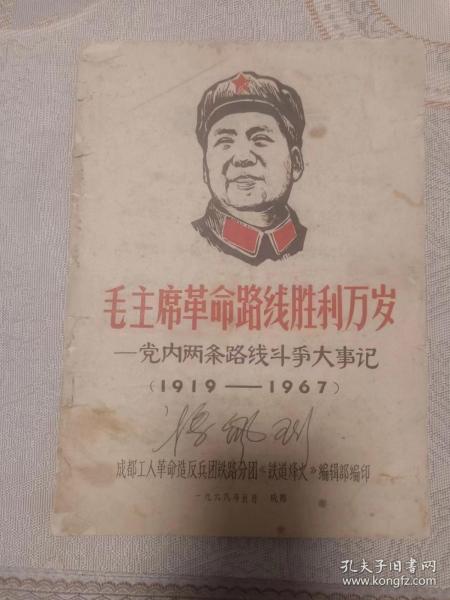 毛主席革命路线胜利万岁
—党内两条路线斗争大事记
(1919——1967)
成都工人革命造反兵团铁路分团《铁道烽火》编辑部编印
一九六八年五月 成都
孔夫子旧书网
www.kongfz.com